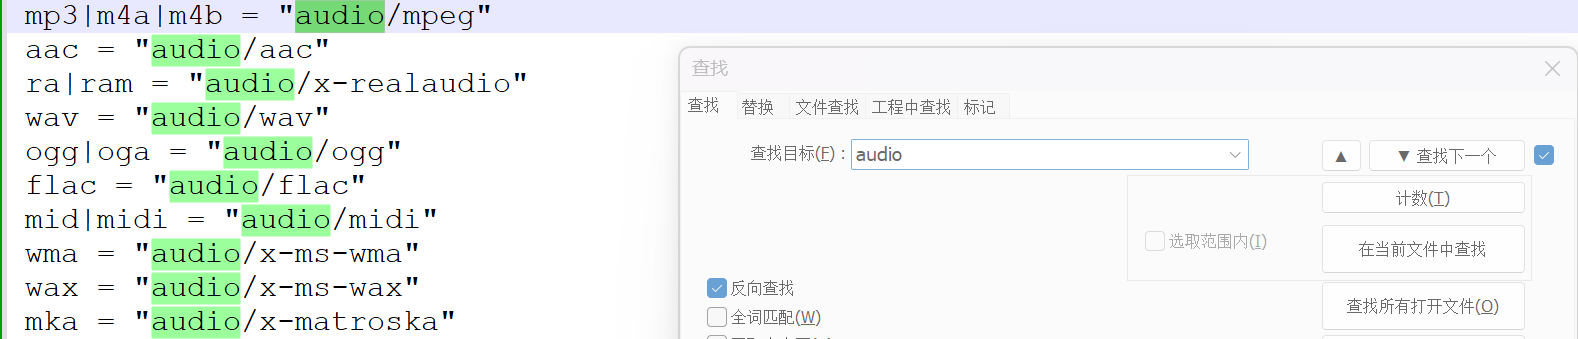 mp3|m4a|m4b = "audio/mpeg"
aac = "audio/aac"
ra|ram = "audio/x-realaudio"
wav = "audio/wav"
ogg|oga = "audio/ogg"
flac = "audio/flac"
mid|midi = "audio/midi"
wma = "audio/x-ms-wma"
wax = "audio/x-ms-wax"
mka = "audio/x-matroska"
查找
查找 替换 文件查找 工程中查找 标记
查找目标(F) : audio ▲ ▼ 查找下一个
计数(T)
选取范围内(I)
在当前文件中查找
反向查找
查找所有打开文件(O)
全词匹配(W)